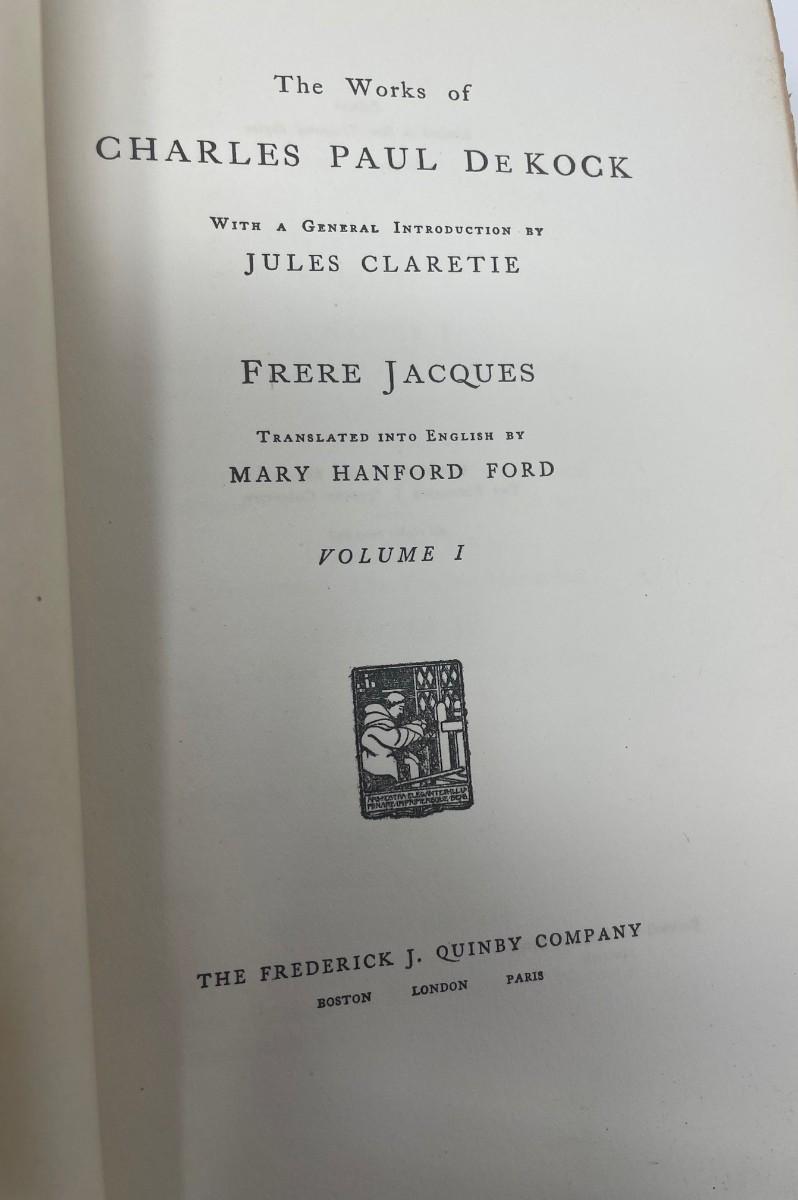 The Works of
CHARLES PAUL DE KOCK
WITH A GENERAL INTRODUCTION BY
JULES CLARETIE
FRERE JACQUES
TRANSLATED INTO ENGLISH BY
MARY HANFORD FORD
VOLUME I
THE FREDERICK J. QUINBY COMPANY
BOSTON LONDON PARIS